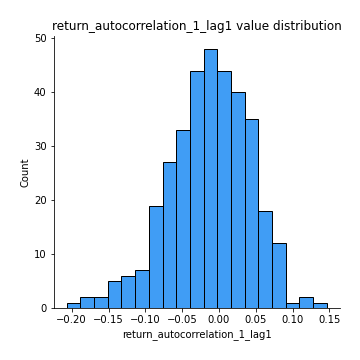 return_autocorrelation_1_lag1 value distribution
50
40
30
20
10
0
Count
−0.20 −0.15 −0.10 −0.05 0.00 0.05 0.10 0.15
return_autocorrelation_1_lag1